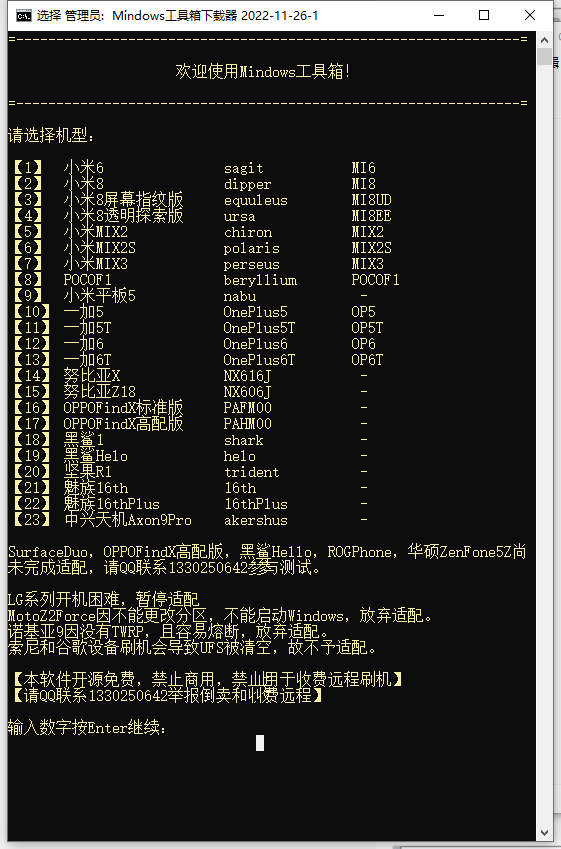 选择 管理员: Mindows工具箱下载器 2022-11-26-1
=----------------------------------------------------------------=
欢迎使用Mindows工具箱!
=----------------------------------------------------------------=
请选择机型:
【1】 小米6 sagit MI6
【2】 小米8 dipper MI8
【3】 小米8屏幕指纹版 equuleus MI8UD
【4】 小米8透明探索版 ursa MI8EE
【5】 小米MIX2 chiron MIX2
【6】 小米MIX2S polaris MIX2S
【7】 小米MIX3 perseus MIX3
【8】 POCOF1 beryllium POCOF1
【9】 小米平板5 nabu -
【10】 一加5 OnePlus5 OP5
【11】 一加5T OnePlus5T OP5T
【12】 一加6 OnePlus6 OP6
【13】 一加6T OnePlus6T OP6T
【14】 努比亚X NX616J -
【15】 努比亚Z18 NX606J -
【16】 OPPOFindX标准版 PAFM00 -
【17】 OPPOFindX高配版 PAHM00 -
【18】 黑鲨1 shark -
【19】 黑鲨Helo helo -
【20】 坚果R1 trident -
【21】 魅族16th 16th -
【22】 魅族16thPlus 16thPlus -
【23】 中兴天机Axon9Pro akershus -
SurfaceDuo, OPPOFindX高配版, 黑鲨Hello, ROGPhone, 华硕ZenFone5Z尚
未完成适配, 请QQ联系1330250642参与测试。
LG系列开机困难, 暂停适配
MotoZ2Force因不能更改分区, 不能启动Windows, 放弃适配。
诺基亚9因没有TWRP, 且容易熔断, 放弃适配。
索尼和谷歌设备刷机会导致UFS被清空, 故不予适配。
【本软件开源免费, 禁止商用, 禁止用于收费远程刷机】
【请QQ联系1330250642举报倒卖和收费远程】
输入数字按Enter继续: